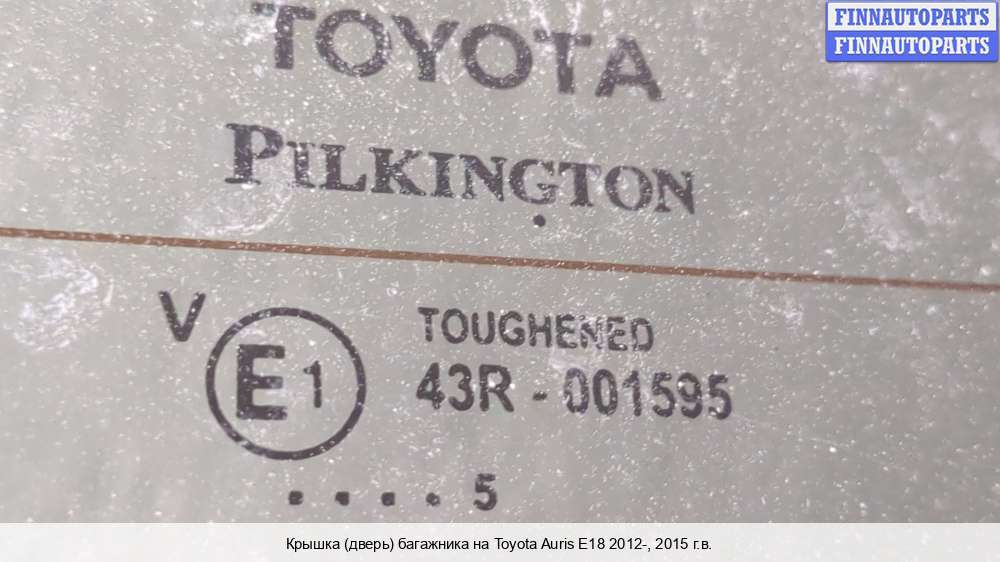 FINNAUTOPARTS
FINNAUTOPARTS
TOYOTA
PILKINGTON
V
E1
TOUGHENED
43R - 001595
. . . . 5
Крышка (дверь) багажника на Toyota Auris E18 2012-, 2015 г.в.